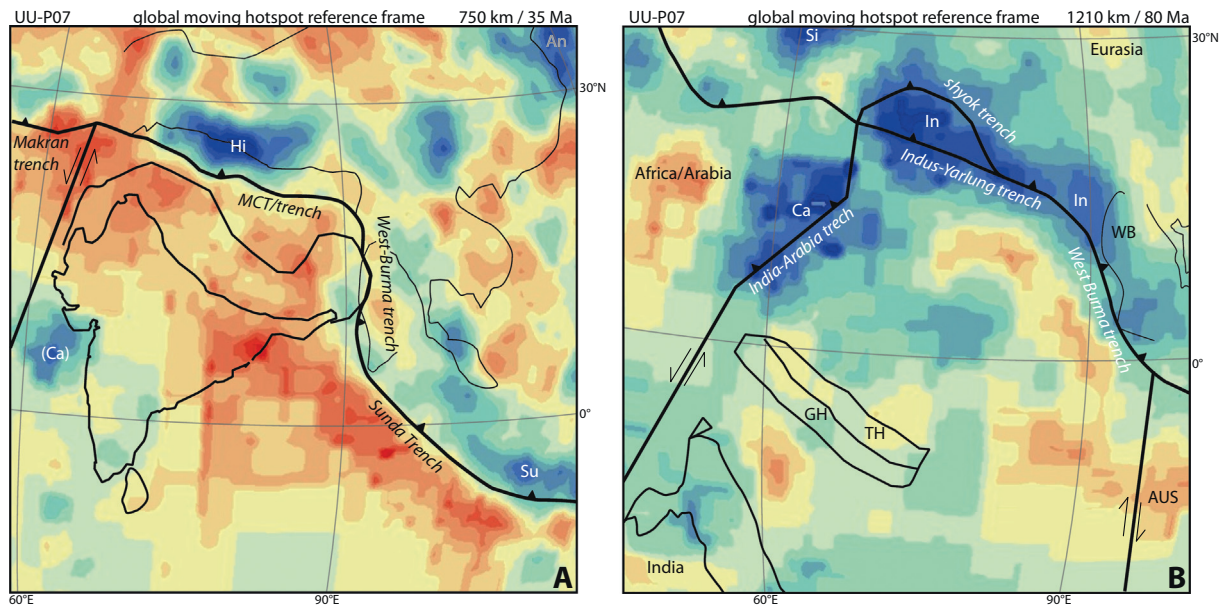 UU-P07 global moving hotspot reference frame 750 km / 35 Ma
An
30°N
Makran
trench
Hi
MCT/trench
West-Burma trench
(Ca)
0°
Sunda Trench
Su
A
60°E 90°E
UU-P07 global moving hotspot reference frame 1210 km / 80 Ma
Si
30°N
Eurasia
shyok trench
In
Africa/Arabia
Indus-Yarlung trench
Ca
In
WB
India-Arabia trech
West Burma trench
0°
GH
TH
AUS
India
B
60°E 90°E